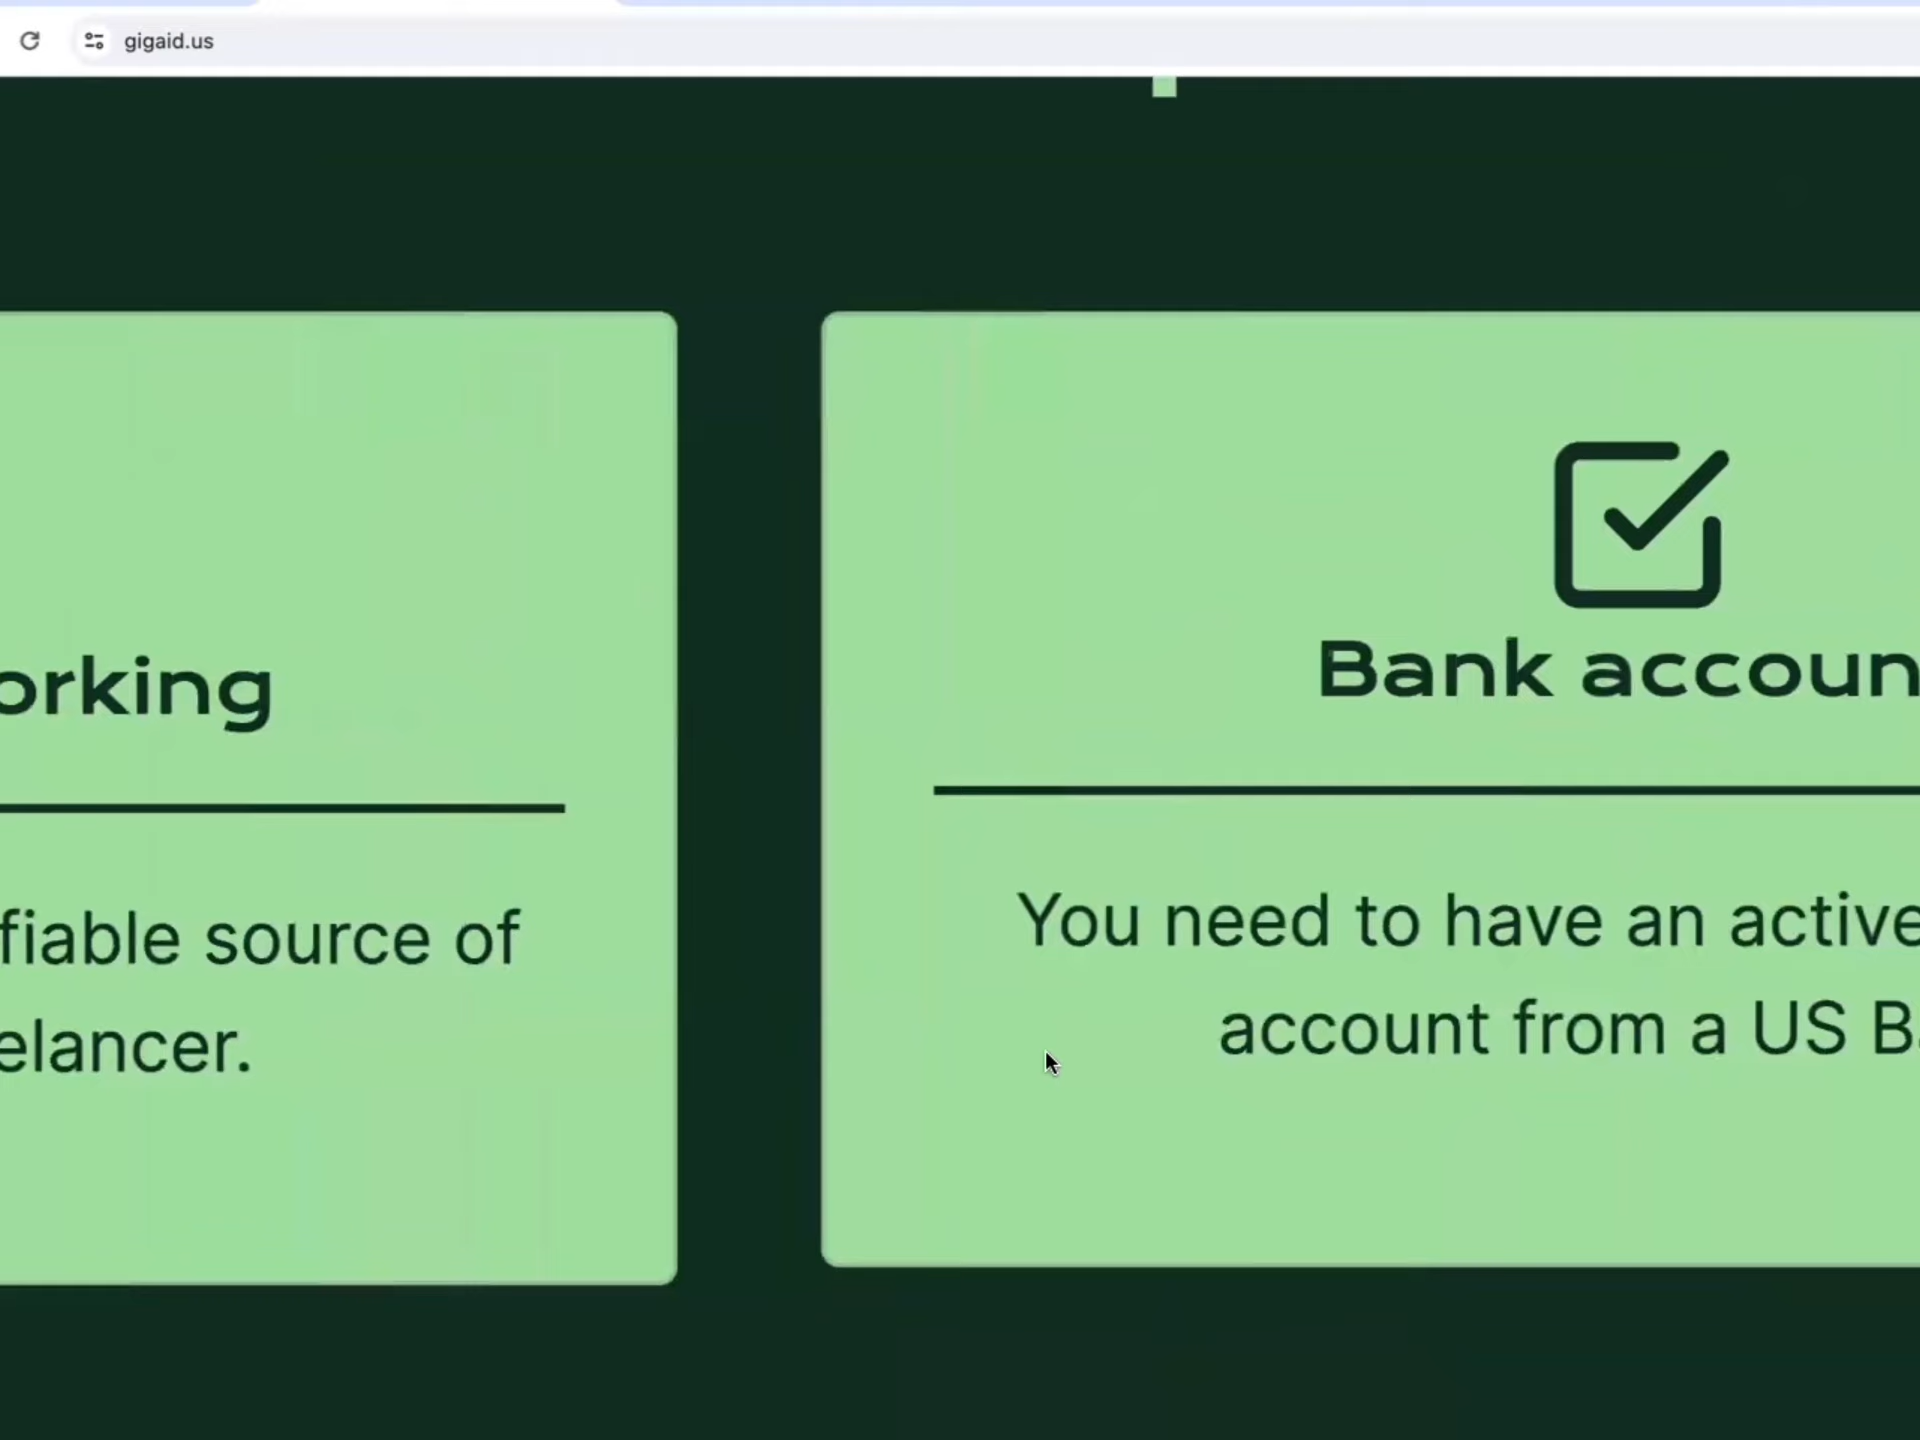 gigaid.us
orking
fiable source of
elancer.
Bank accoun
You need to have an active
account from a US B